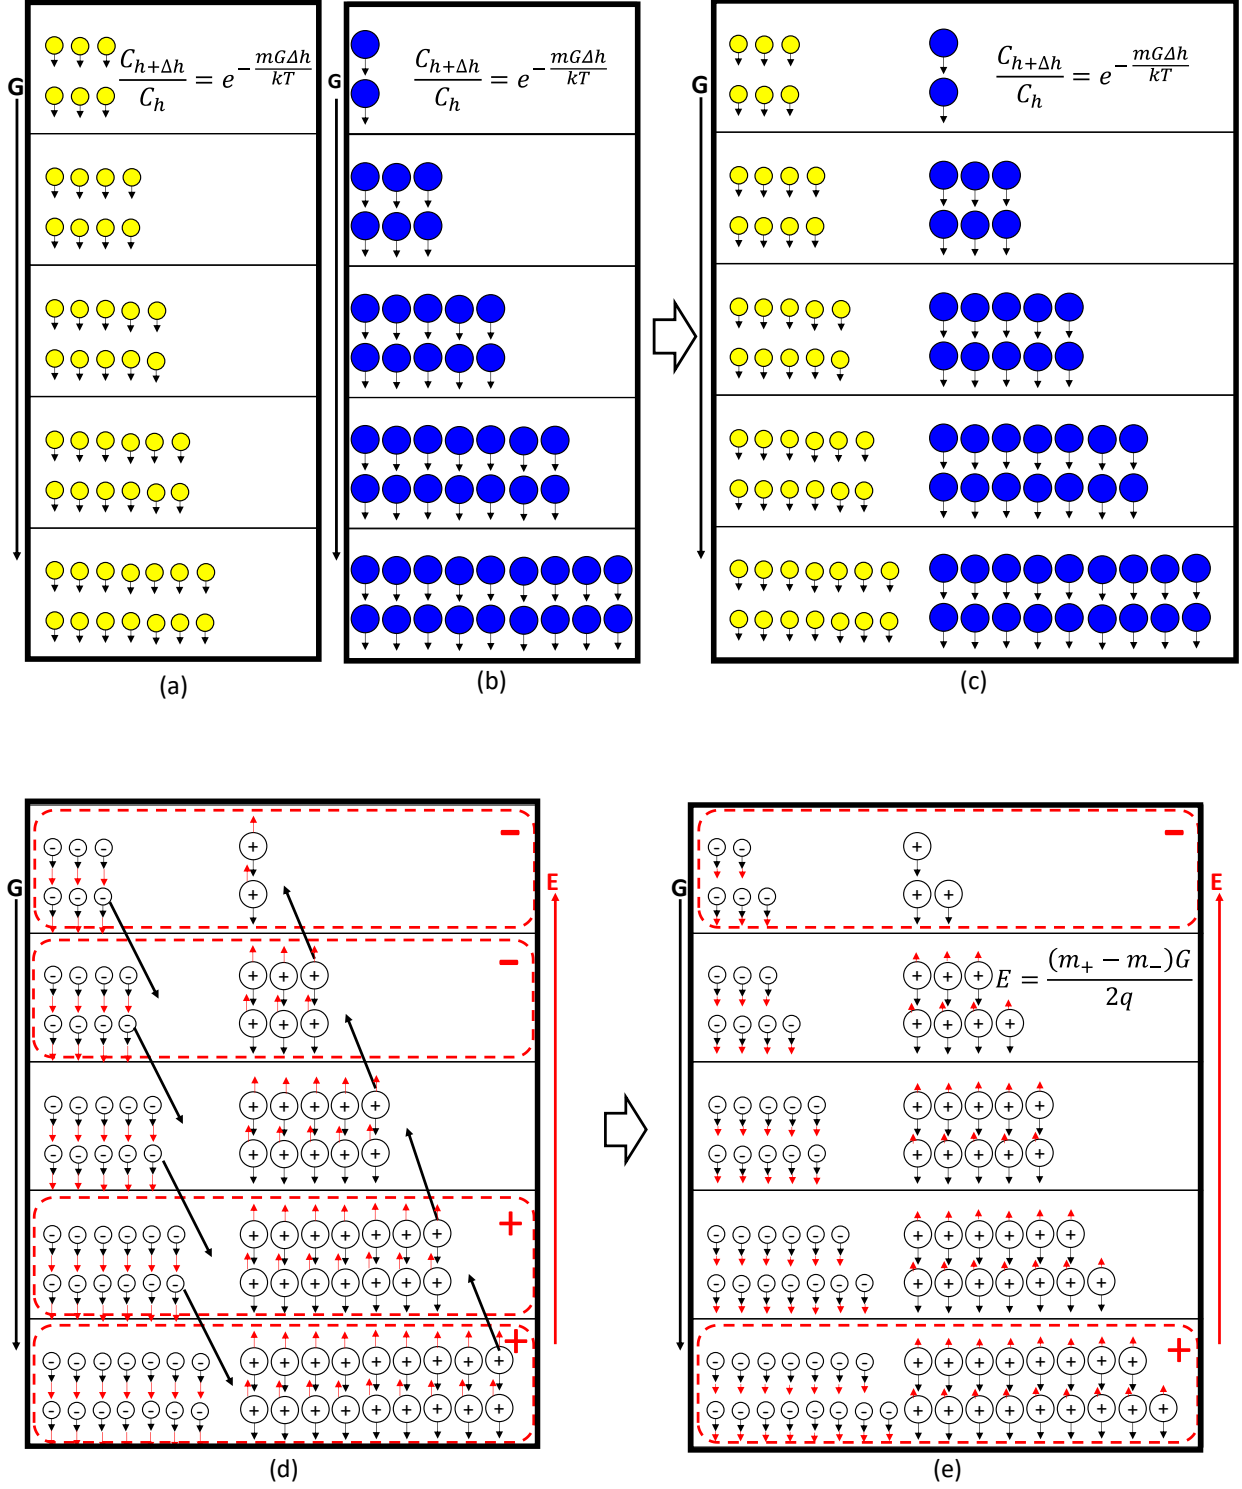 G
C_{h+Δh}/C_h = e^{-mGΔh/kT}
(a)
G
C_{h+Δh}/C_h = e^{-mGΔh/kT}
(b)
G
C_{h+Δh}/C_h = e^{-mGΔh/kT}
(c)
G
E
−
−
+
+
(d)
G
E
−
E = (m_+ − m_−)G/2q
+
(e)